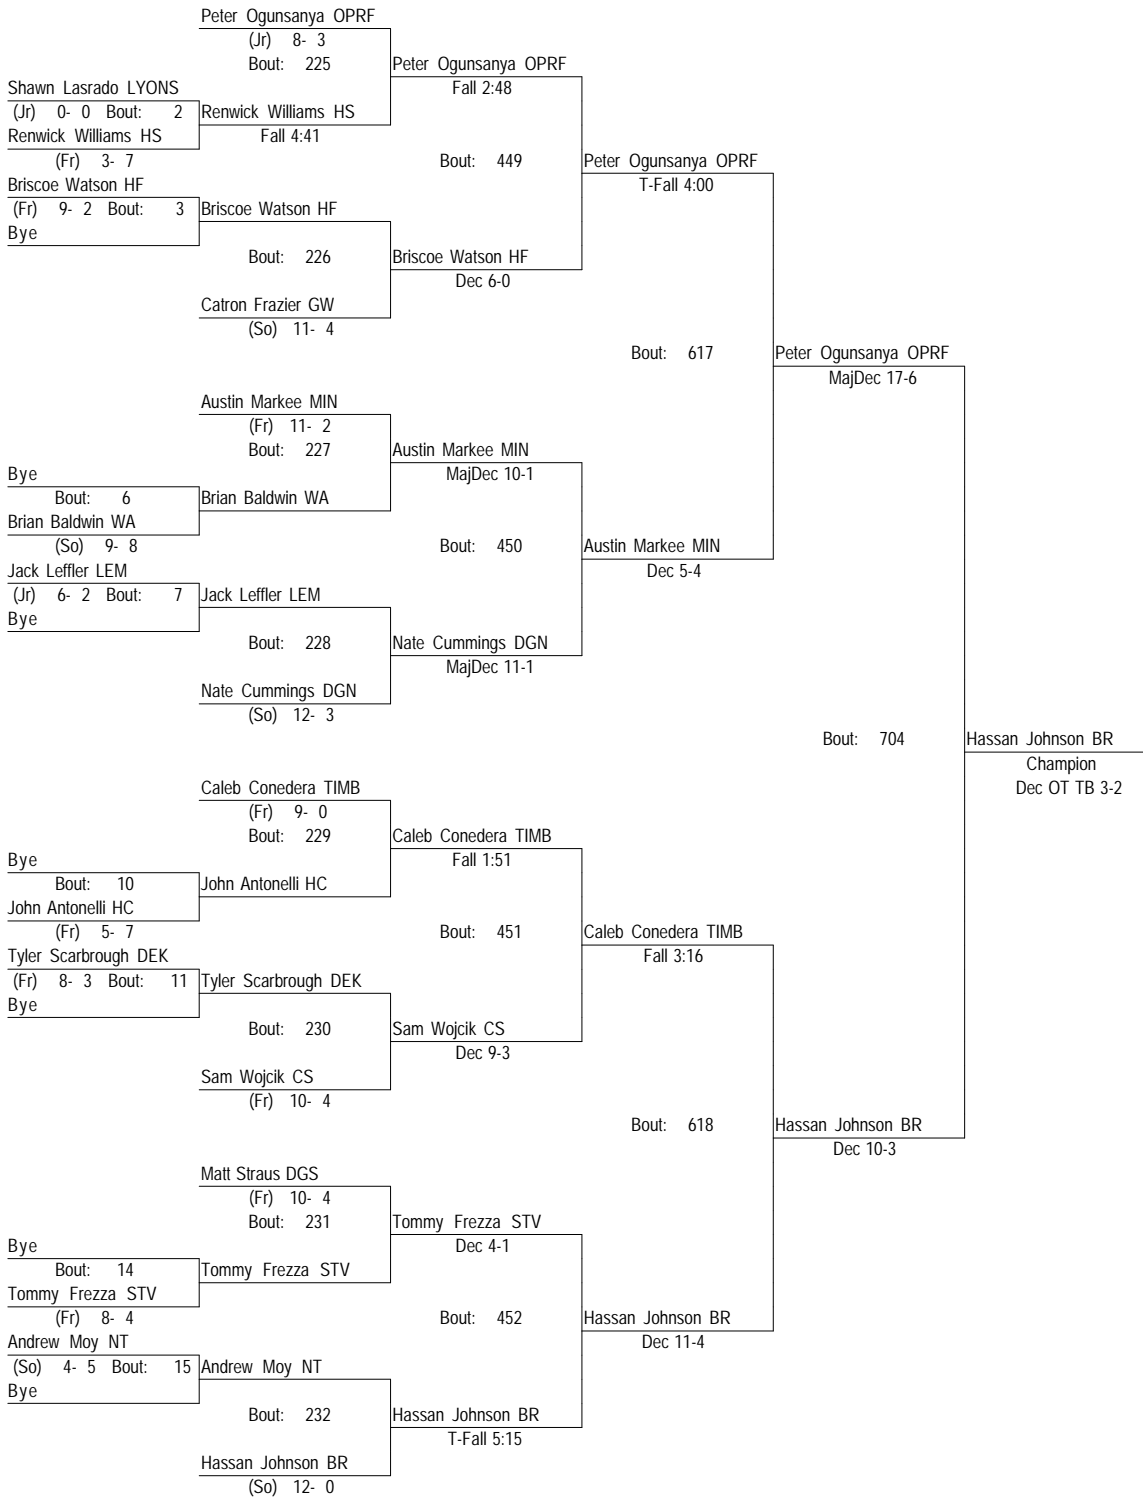 Peter Ogunsanya OPRF
(Jr) 8- 3
Bout: 225
Peter Ogunsanya OPRF
Fall 2:48
Shawn Lasrado LYONS
(Jr) 0- 0 Bout: 2
Renwick Williams HS
Renwick Williams HS
Fall 4:41
(Fr) 3- 7
Bout: 449
Peter Ogunsanya OPRF
T-Fall 4:00
Briscoe Watson HF
(Fr) 9- 2 Bout: 3
Briscoe Watson HF
Bye
Bout: 226
Briscoe Watson HF
Dec 6-0
Catron Frazier GW
(So) 11- 4
Bout: 617
Peter Ogunsanya OPRF
MajDec 17-6
Austin Markee MIN
(Fr) 11- 2
Bout: 227
Austin Markee MIN
MajDec 10-1
Bye
Bout: 6
Brian Baldwin WA
Brian Baldwin WA
(So) 9- 8
Bout: 450
Austin Markee MIN
Dec 5-4
Jack Leffler LEM
(Jr) 6- 2 Bout: 7
Jack Leffler LEM
Bye
Bout: 228
Nate Cummings DGN
MajDec 11-1
Nate Cummings DGN
(So) 12- 3
Bout: 704
Hassan Johnson BR
Champion
Dec OT TB 3-2
Caleb Conedera TIMB
(Fr) 9- 0
Bout: 229
Caleb Conedera TIMB
Fall 1:51
Bye
Bout: 10
John Antonelli HC
John Antonelli HC
(Fr) 5- 7
Bout: 451
Caleb Conedera TIMB
Fall 3:16
Tyler Scarbrough DEK
(Fr) 8- 3 Bout: 11
Tyler Scarbrough DEK
Bye
Bout: 230
Sam Wojcik CS
Dec 9-3
Sam Wojcik CS
(Fr) 10- 4
Bout: 618
Hassan Johnson BR
Dec 10-3
Matt Straus DGS
(Fr) 10- 4
Bout: 231
Tommy Frezza STV
Dec 4-1
Bye
Bout: 14
Tommy Frezza STV
Tommy Frezza STV
(Fr) 8- 4
Bout: 452
Hassan Johnson BR
Dec 11-4
Andrew Moy NT
(So) 4- 5 Bout: 15
Andrew Moy NT
Bye
Bout: 232
Hassan Johnson BR
T-Fall 5:15
Hassan Johnson BR
(So) 12- 0